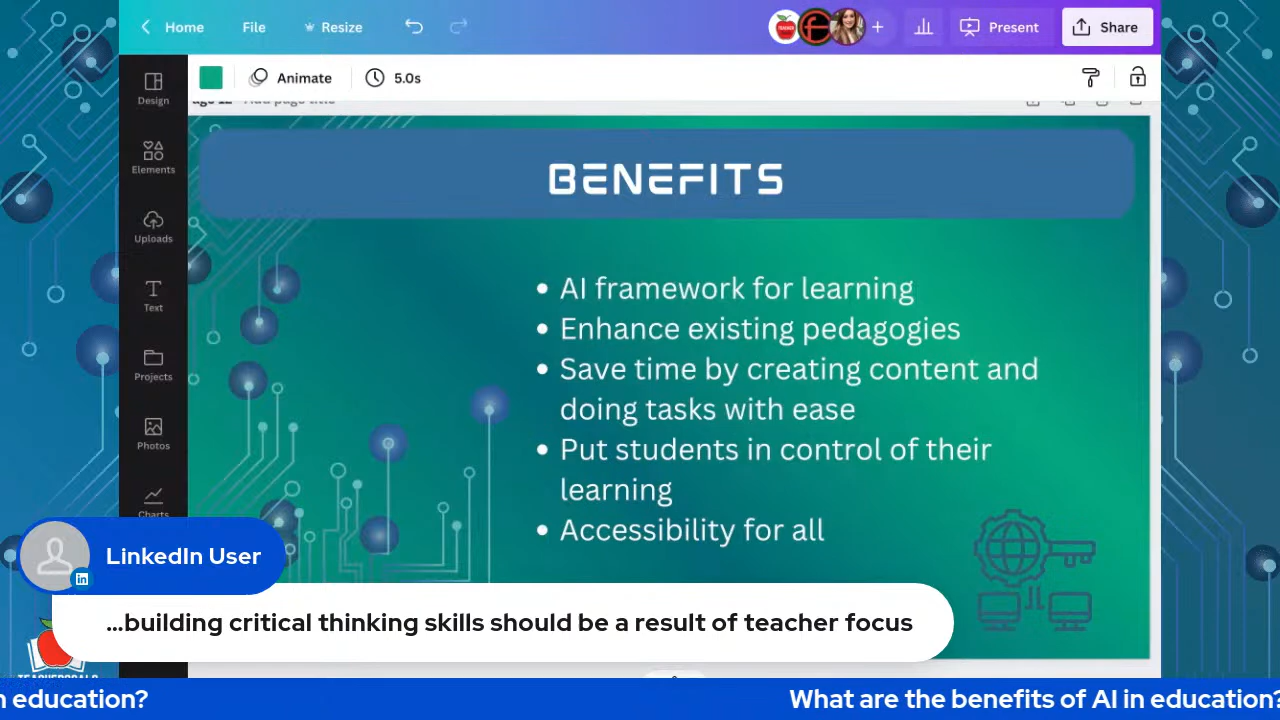 Home File Resize Present Share
Animate 5.0s
Design
Elements
Uploads
Text
Projects
Photos
Charts
BENEFITS
• AI framework for learning
• Enhance existing pedagogies
• Save time by creating content and
doing tasks with ease
• Put students in control of their
learning
• Accessibility for all
LinkedIn User
in
...building critical thinking skills should be a result of teacher focus
n education? What are the benefits of AI in education?